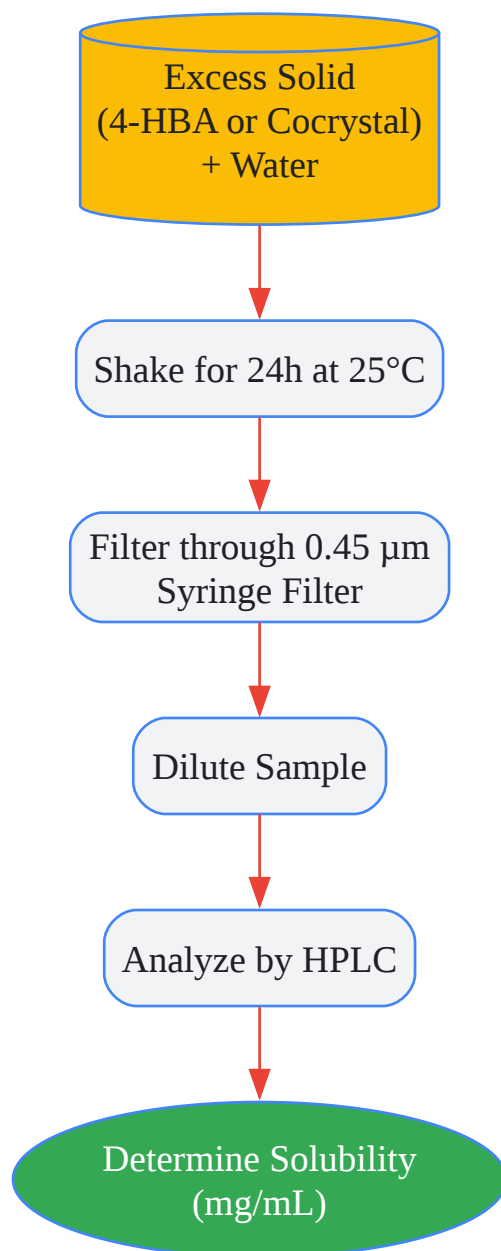 Excess Solid
(4-HBA or Cocrystal)
+ Water
Shake for 24h at 25°C
Filter through 0.45 µm
Syringe Filter
Dilute Sample
Analyze by HPLC
Determine Solubility
(mg/mL)